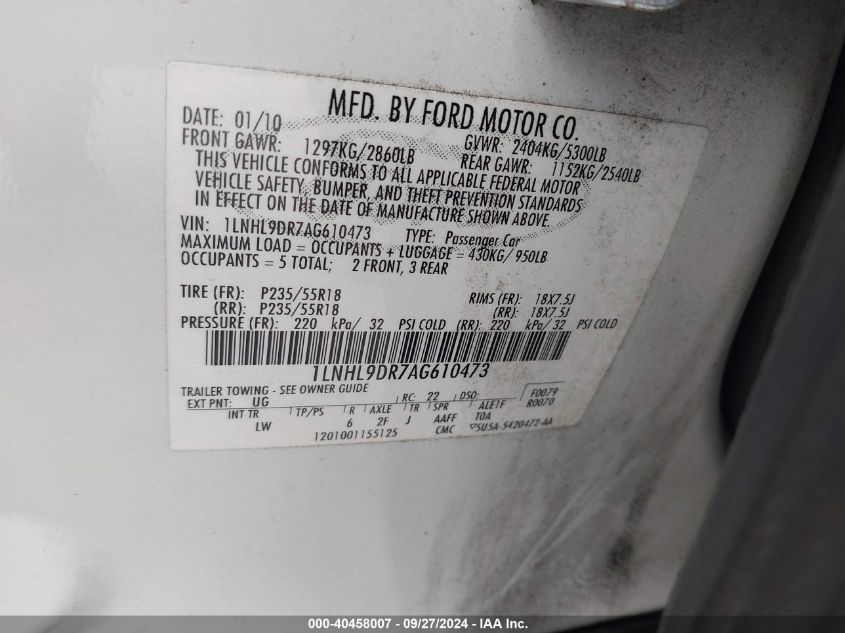 MFD. BY FORD MOTOR CO.
DATE: 01/10 GVWR: 2404KG/5300LB
FRONT GAWR: 1297KG/2860LB REAR GAWR: 1152KG/2540LB
THIS VEHICLE CONFORMS TO ALL APPLICABLE FEDERAL MOTOR
VEHICLE SAFETY, BUMPER, AND THEFT PREVENTION STANDARDS
IN EFFECT ON THE DATE OF MANUFACTURE SHOWN ABOVE
VIN: 1LNHL9DR7AG610473 TYPE: Passenger Car
MAXIMUM LOAD = OCCUPANTS + LUGGAGE = 430KG/ 950LB
OCCUPANTS = 5 TOTAL; 2 FRONT, 3 REAR
TIRE (FR): P235/55R18 RIMS (FR): 18X7.5J
(RR): P235/55R18 (RR): 18X7.5J
PRESSURE (FR): 220 kPa/ 32 PSI COLD (RR): 220 kPa/ 32 PSI COLD
1LNHL9DR7AG610473
TRAILER TOWING - SEE OWNER GUIDE
EXT PNT: UG RC: 22 DSO: F0079
R0070
INT TR TP/PS R AXLE TR SPR ALE1F
LW 6 2F J AAFF TOA
1201001155125 CMC 5U5A-5420472-AA
000-40458007 - 09/27/2024 - IAA Inc.